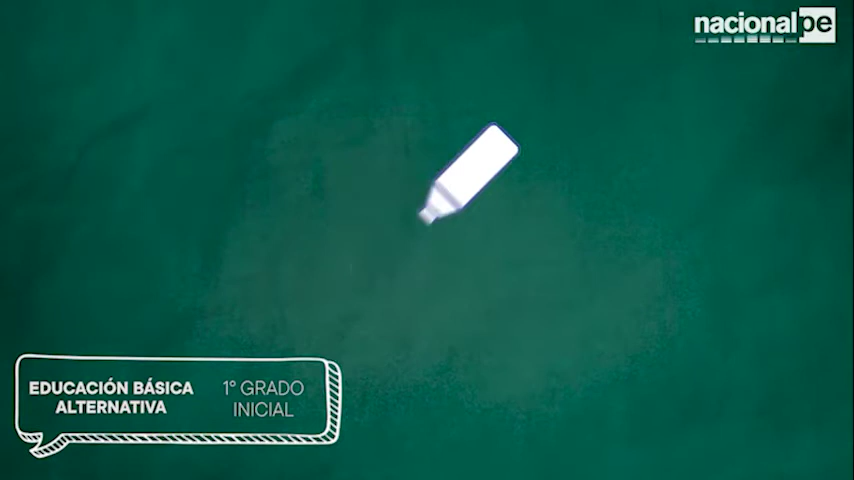 nacionalpe
EDUCACIÓN BÁSICA
ALTERNATIVA
1° GRADO
INICIAL